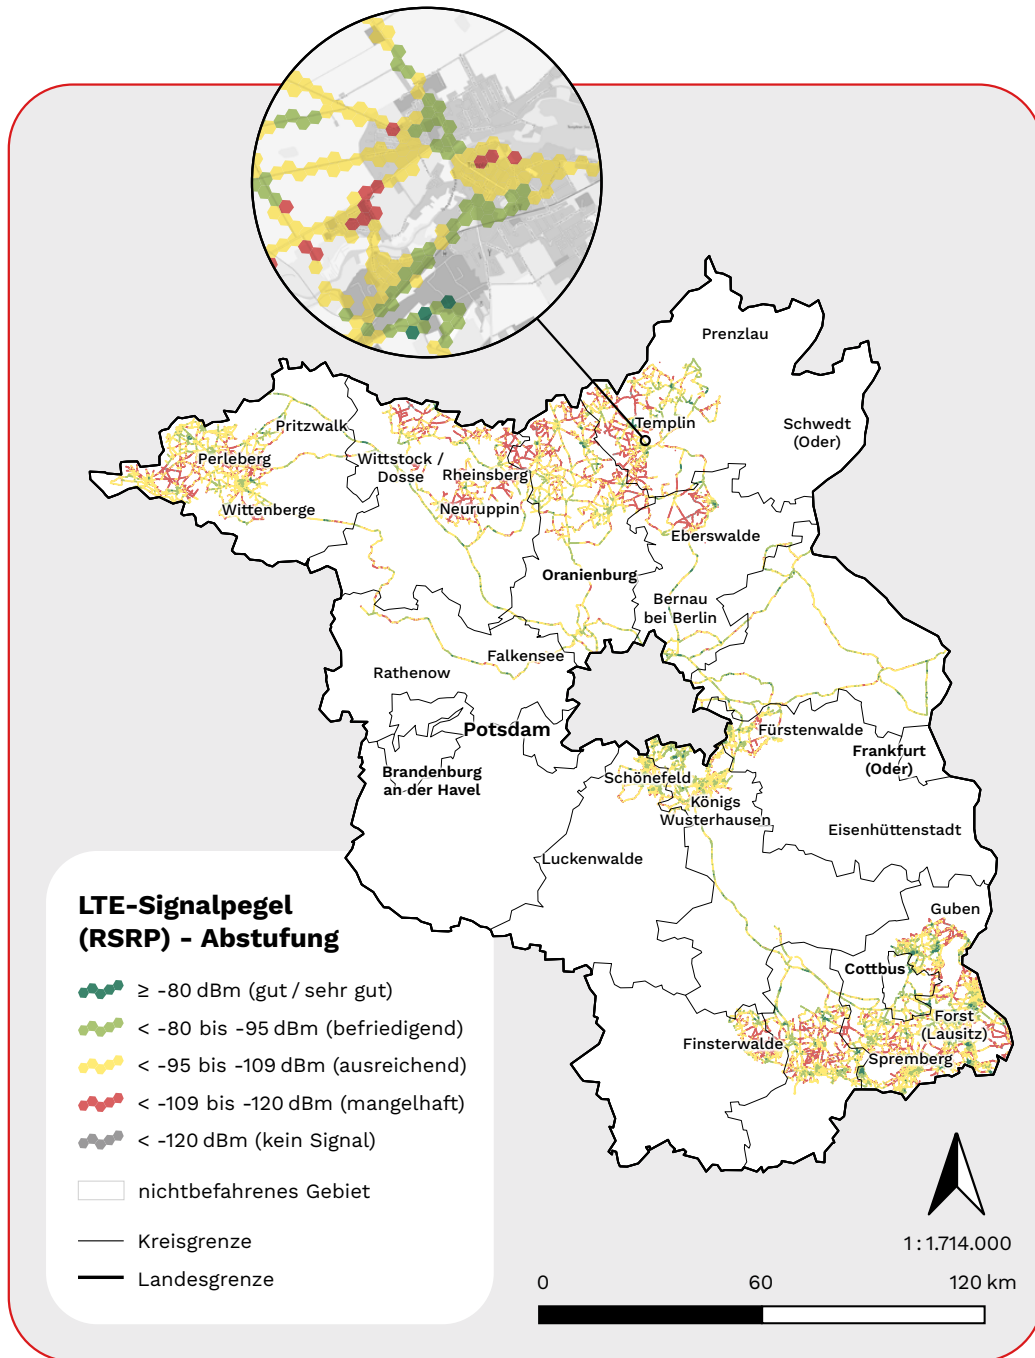 Prenzlau
Templin
Schwedt
(Oder)
Pritzwalk
Perleberg
Wittstock /
Dosse
Rheinsberg
Wittenberge
Neuruppin
Eberswalde
Oranienburg
Bernau
bei Berlin
Falkensee
Rathenow
Potsdam
Fürstenwalde
Frankfurt
(Oder)
Brandenburg
an der Havel
Schönefeld
Königs
Wusterhausen
Eisenhüttenstadt
Luckenwalde
Guben
Cottbus
Forst
(Lausitz)
Finsterwalde
Spremberg
LTE-Signalpegel
(RSRP) - Abstufung
≥ -80 dBm (gut / sehr gut)
< -80 bis -95 dBm (befriedigend)
< -95 bis -109 dBm (ausreichend)
< -109 bis -120 dBm (mangelhaft)
< -120 dBm (kein Signal)
nichtbefahrenes Gebiet
Kreisgrenze
Landesgrenze
1 : 1.714.000
0 60 120 km